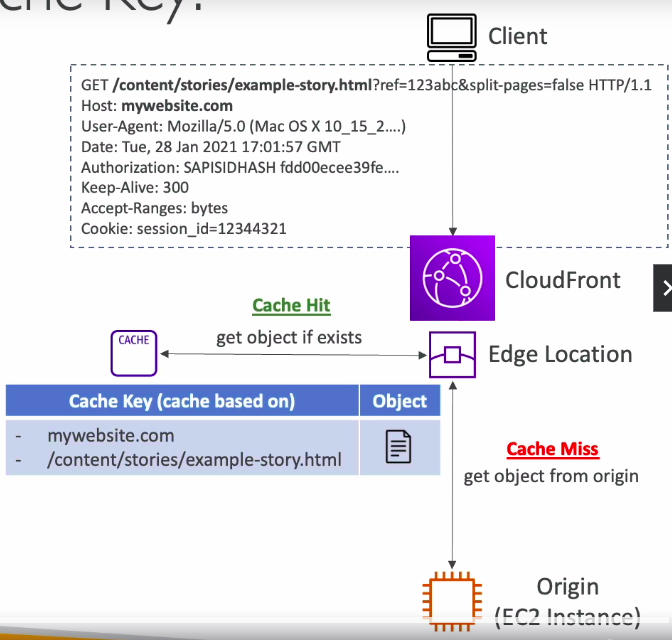 Client
GET /content/stories/example-story.html?ref=123abc&split-pages=false HTTP/1.1
Host: mywebsite.com
User-Agent: Mozilla/5.0 (Mac OS X 10_15_2....)
Date: Tue, 28 Jan 2021 17:01:57 GMT
Authorization: SAPISIDHASH fdd00ecee39fe....
Keep-Alive: 300
Accept-Ranges: bytes
Cookie: session_id=12344321
CloudFront
Cache Hit
get object if exists
CACHE
Edge Location
Cache Key (cache based on) Object
- mywebsite.com
- /content/stories/example-story.html
Cache Miss
get object from origin
Origin
(EC2 Instance)